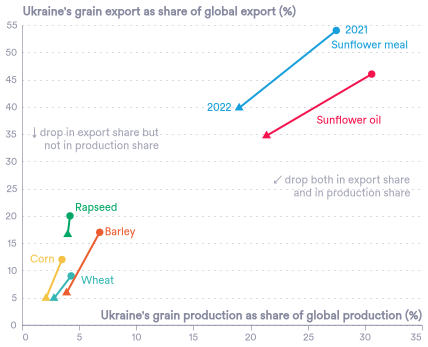 Ukraine's grain export as share of global export (%)
55
50
45
40
35
30
25
20
15
10
5
0
2021
Sunflower meal
2022
Sunflower oil
↓ drop in export share but
not in production share
↙ drop both in export share
and in production share
Rapseed
Barley
Corn
Wheat
Ukraine's grain production as share of global production (%)
0 5 10 15 20 25 30 35